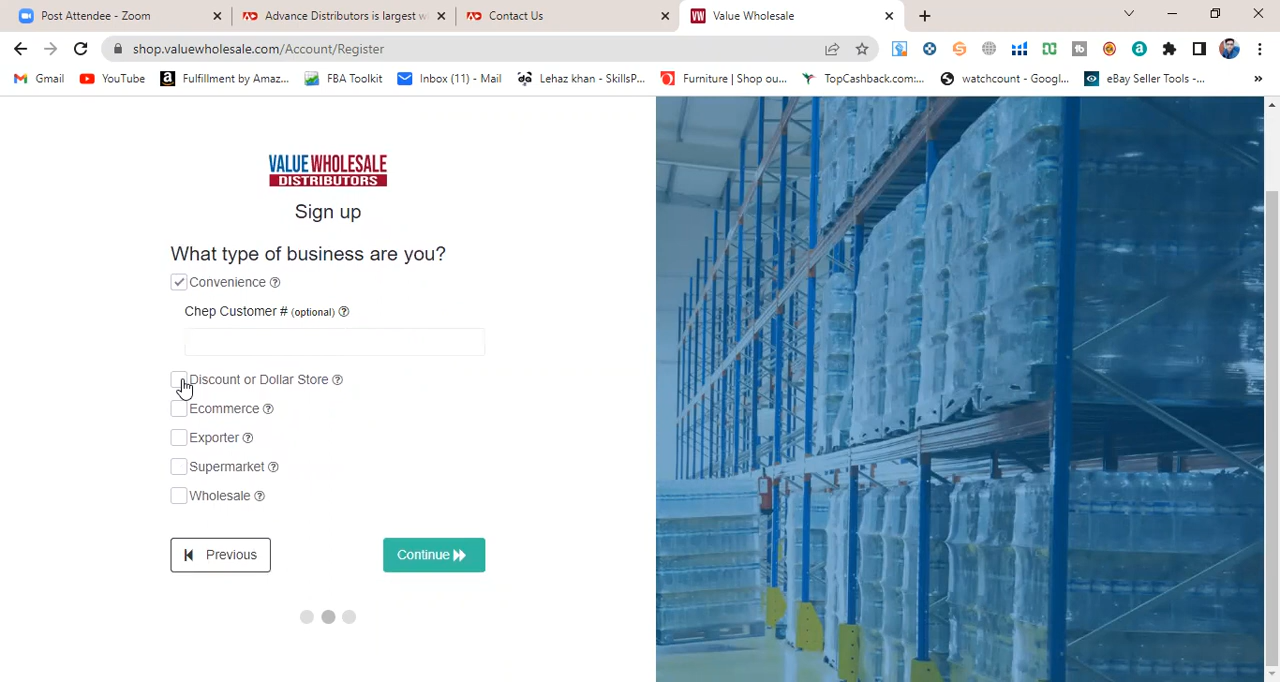 Post Attendee - Zoom
Advance Distributors is largest w
Contact Us
Value Wholesale
shop.valuewholesale.com/Account/Register
Gmail
YouTube
Fulfillment by Amaz...
FBA Toolkit
Inbox (11) - Mail
Lehaz khan - SkillsP...
Furniture | Shop ou...
TopCashback.com:...
watchcount - Googl...
eBay Seller Tools -...
VALUE WHOLESALE
DISTRIBUTORS
Sign up
What type of business are you?
Convenience
Chep Customer # (optional)
Discount or Dollar Store
Ecommerce
Exporter
Supermarket
Wholesale
Previous
Continue